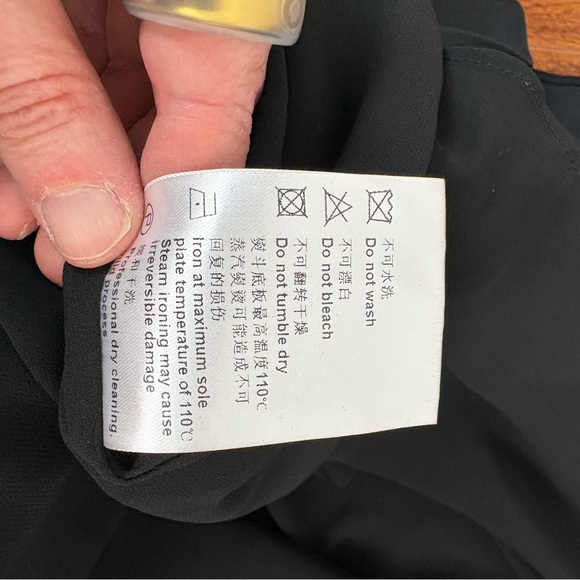 不可水洗
Do not wash
不可漂白
Do not bleach
不可翻转干燥
Do not tumble dry
熨斗底板最高温度110℃
蒸汽熨烫可能造成不可
回复的损伤
Iron at maximum sole
plate temperature of 110℃
Steam ironing may cause
irreversible damage
P
和干洗
professional dry cleaning.
process